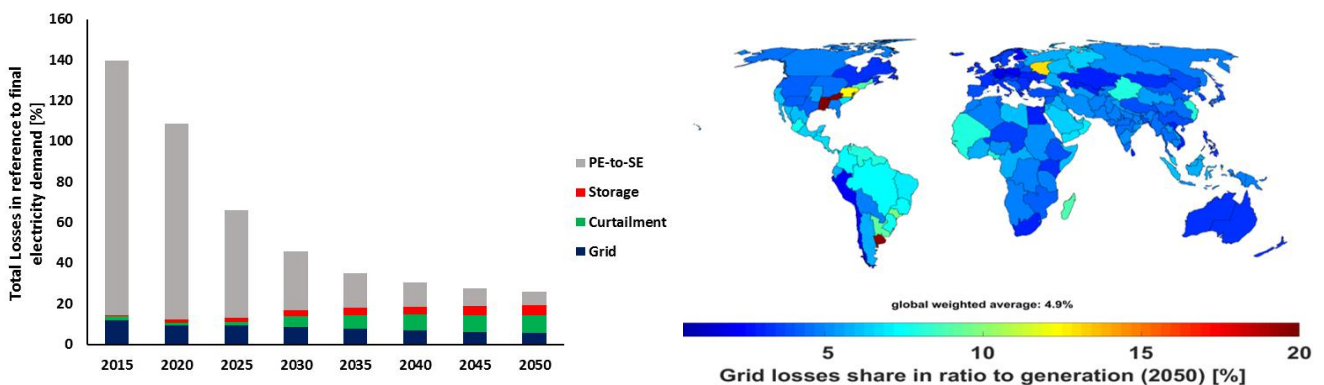 Total Losses in reference to final
electricity demand [%]
160
140
120
100
80
60
40
20
0
2015 2020 2025 2030 2035 2040 2045 2050
PE-to-SE
Storage
Curtailment
Grid
global weighted average: 4.9%
5 10 15 20
Grid losses share in ratio to generation (2050) [%]